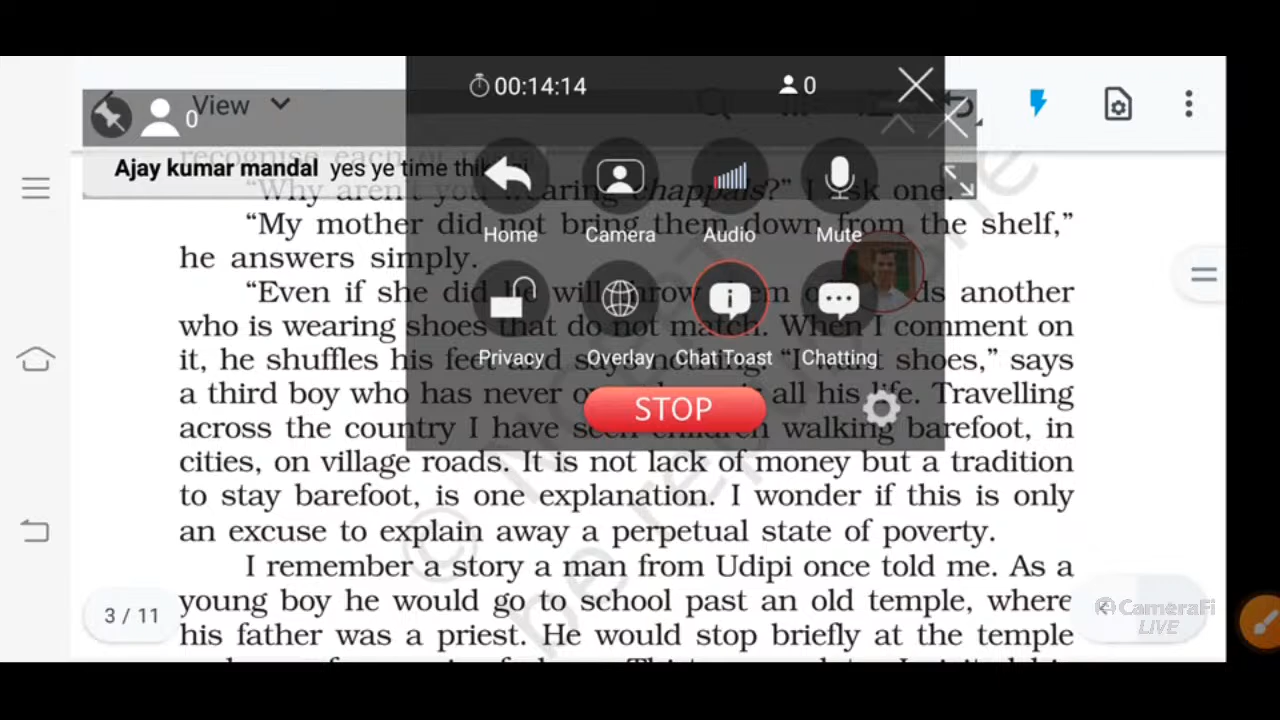 00:14:14
0
View
0
Ajay kumar mandal yes ye time thik
Home
Camera
Audio
Mute
Privacy
Overlay
Chat Toast
Chatting
STOP
recognise each
"Why aren't you wearing chappals?" I ask one.
"My mother did not bring them down from the shelf,"
he answers simply.
"Even if she did he will throw them off," adds another
who is wearing shoes that do not match. When I comment on
it, he shuffles his feet and says nothing. "I want shoes," says
a third boy who has never owned all his life. Travelling
across the country I have seen children walking barefoot, in
cities, on village roads. It is not lack of money but a tradition
to stay barefoot, is one explanation. I wonder if this is only
an excuse to explain away a perpetual state of poverty.
I remember a story a man from Udipi once told me. As a
young boy he would go to school past an old temple, where
his father was a priest. He would stop briefly at the temple
3 / 11
CameraFi
LIVE